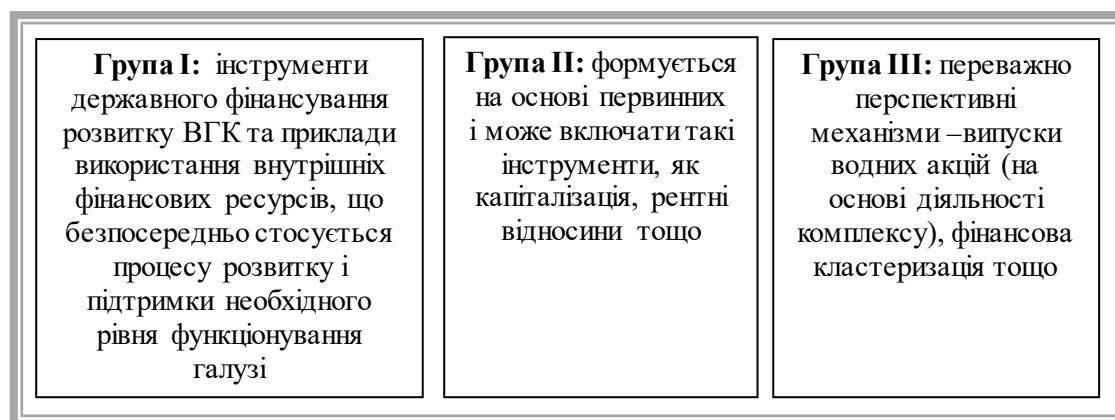 Група І: інструменти
державного фінансування
розвитку ВГК та приклади
використання внутрішніх
фінансових ресурсів, що
безпосередньо стосується
процесу розвитку і
підтримки необхідного
рівня функціонування
галузі
Група ІІ: формується
на основі первинних
і може включати такі
інструменти, як
капіталізація, рентні
відносини тощо
Група ІІІ: переважно
перспективні
механізми –випуски
водних акцій (на
основі діяльності
комплексу), фінансова
кластеризація тощо